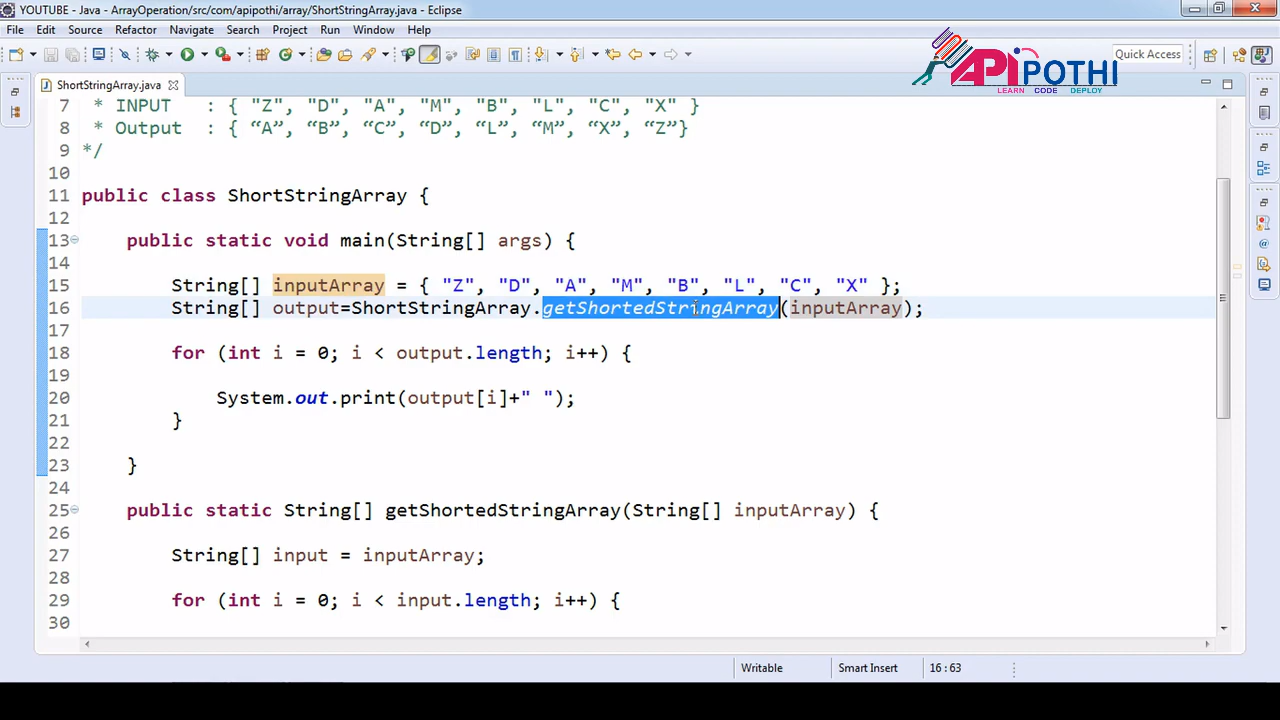 YOUTUBE - Java - ArrayOperation/src/com/apipothi/array/ShortStringArray.java - Eclipse
File Edit Source Refactor Navigate Search Project Run Window Help
Quick Access
APIPOTHI
LEARN CODE DEPLOY
ShortStringArray.java
7 * INPUT   : { "Z", "D", "A", "M", "B", "L", "C", "X" }
8 * Output  : { “A”, “B”, “C”, “D”, “L”, “M”, “X”, “Z”}
9 */
10
11 public class ShortStringArray {
12
13     public static void main(String[] args) {
14
15         String[] inputArray = { "Z", "D", "A", "M", "B", "L", "C", "X" };
16         String[] output=ShortStringArray.getShortedStringArray(inputArray);
17
18         for (int i = 0; i < output.length; i++) {
19
20             System.out.print(output[i]+" ");
21         }
22
23     }
24
25     public static String[] getShortedStringArray(String[] inputArray) {
26
27         String[] input = inputArray;
28
29         for (int i = 0; i < input.length; i++) {
30
Writable Smart Insert 16 : 63